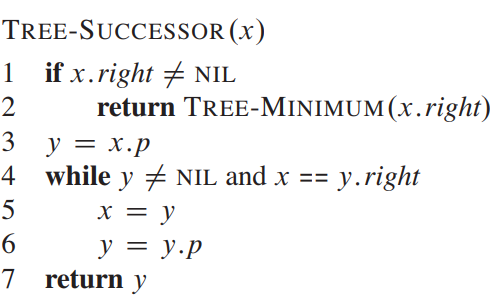 TREE-SUCCESSOR(x)
1 if x.right ≠ NIL
2 return TREE-MINIMUM(x.right)
3 y = x.p
4 while y ≠ NIL and x == y.right
5 x = y
6 y = y.p
7 return y